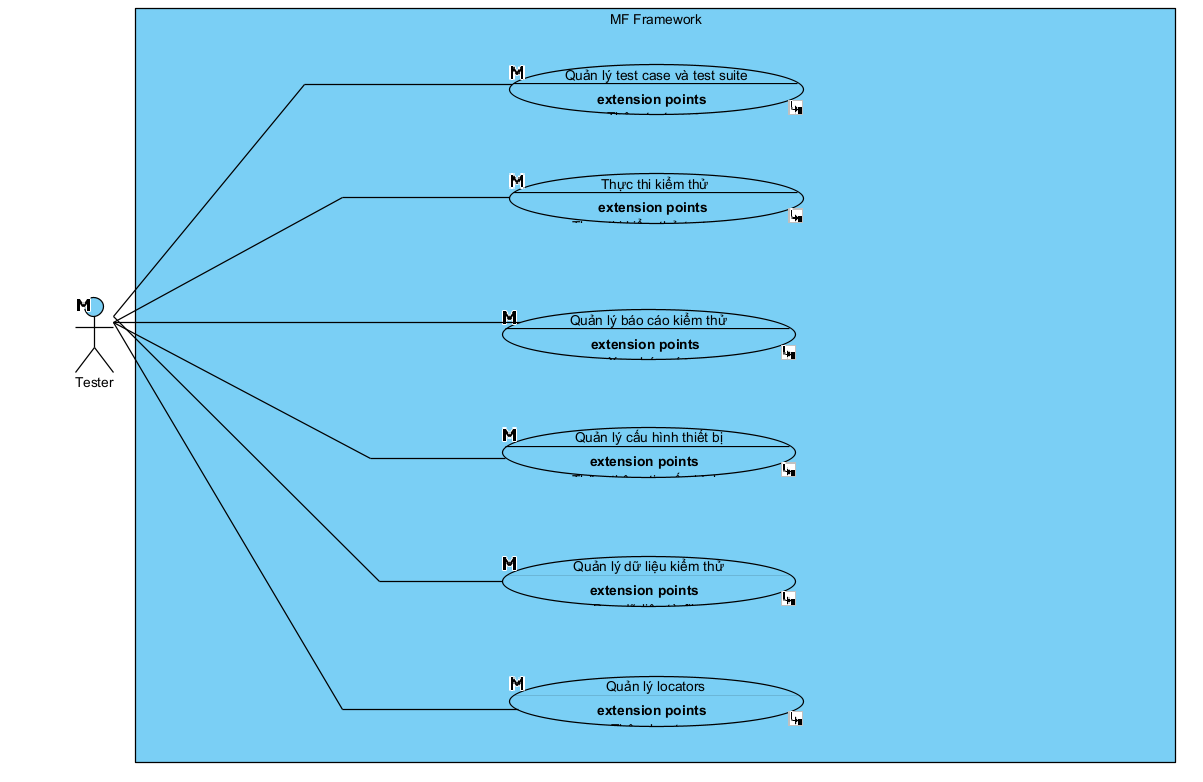 MF Framework
Quản lý test case và test suite
extension points
Thực thi kiểm thử
extension points
Quản lý báo cáo kiểm thử
extension points
Tester
Quản lý cấu hình thiết bị
extension points
Quản lý dữ liệu kiểm thử
extension points
Quản lý locators
extension points